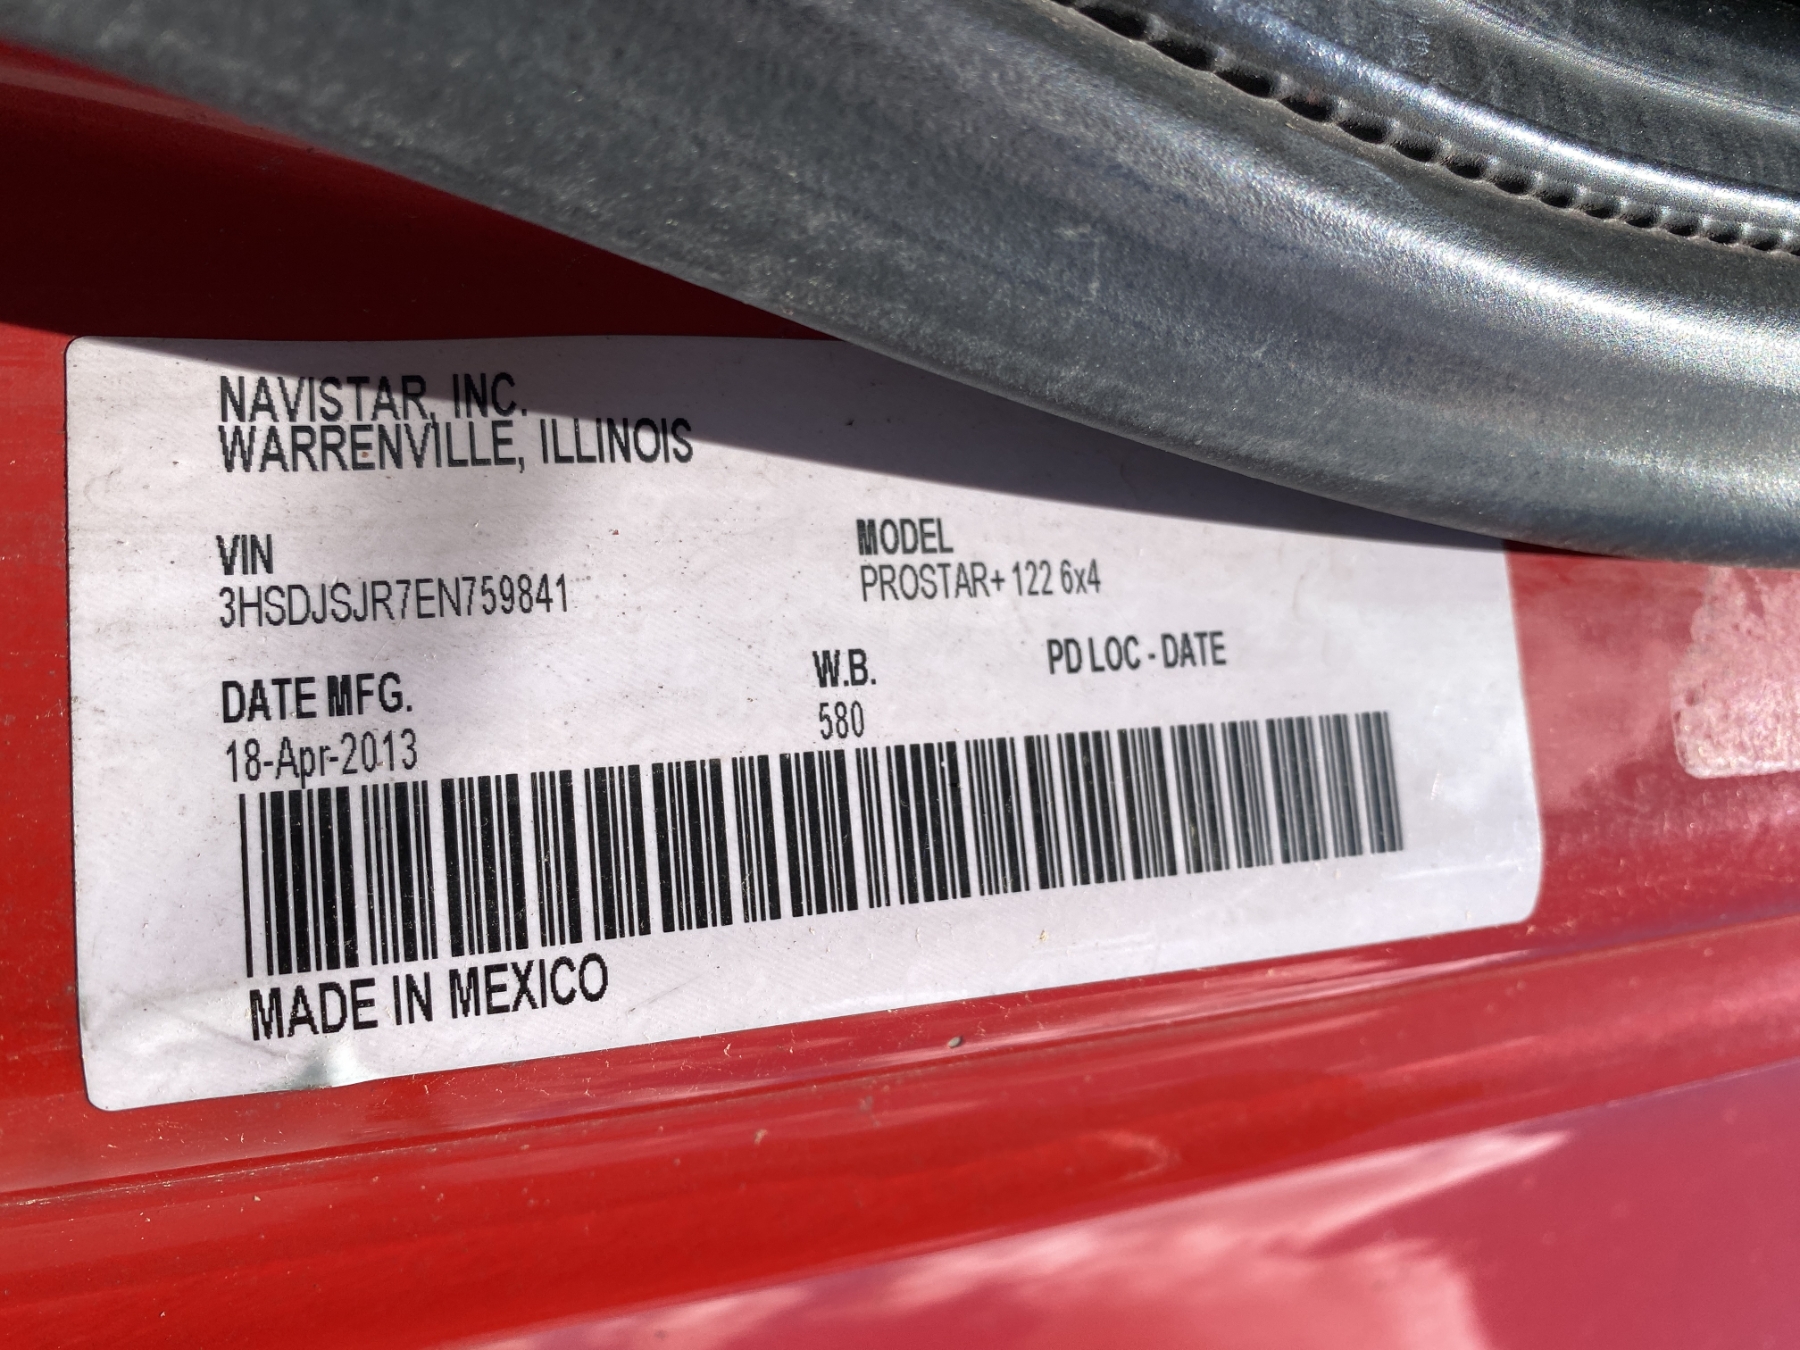 NAVISTAR, INC.
WARRENVILLE, ILLINOIS
VIN
3HSDJSJR7EN759841
MODEL
PROSTAR+ 122 6x4
DATE MFG.
18-Apr-2013
W.B.
580
PD LOC - DATE
MADE IN MEXICO